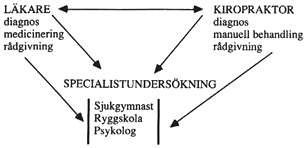 LÄKARE
diagnos
medicinering
rådgivning
KIROPRAKTOR
diagnos
manuell behandling
rådgivning
SPECIALISTUNDERSÖKNING
Sjukgymnast
Ryggskola
Psykolog